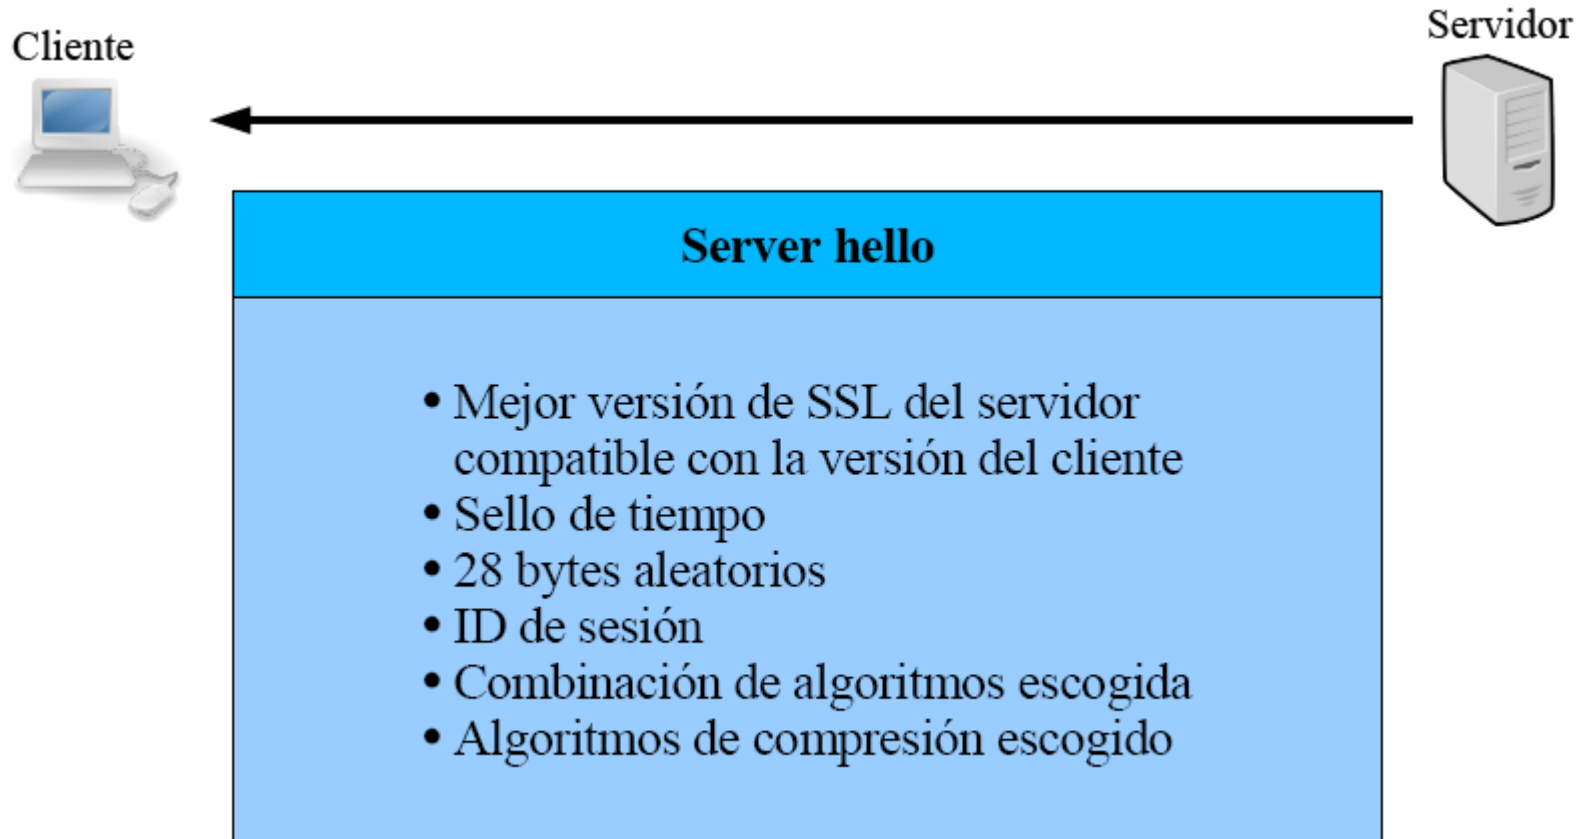 Cliente
Servidor
Server hello
• Mejor versión de SSL del servidor
compatible con la versión del cliente
• Sello de tiempo
• 28 bytes aleatorios
• ID de sesión
• Combinación de algoritmos escogida
• Algoritmos de compresión escogido